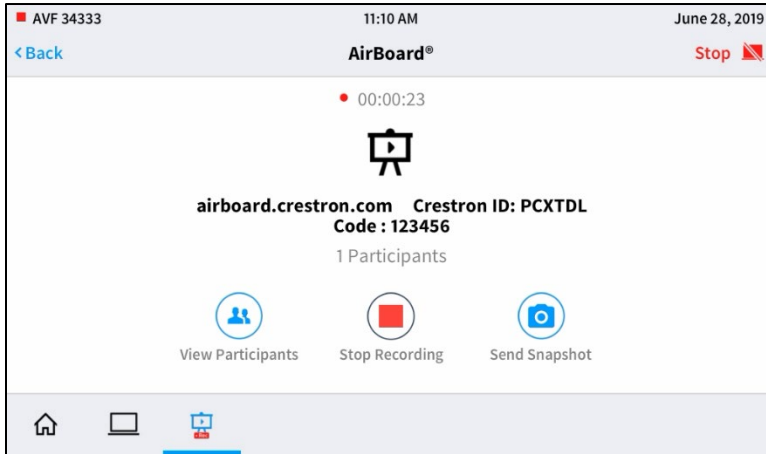 AVF 34333 11:10 AM June 28, 2019
<Back AirBoard® Stop
00:00:23
airboard.crestron.com Crestron ID: PCXTDL
Code : 123456
1 Participants
View Participants Stop Recording Send Snapshot